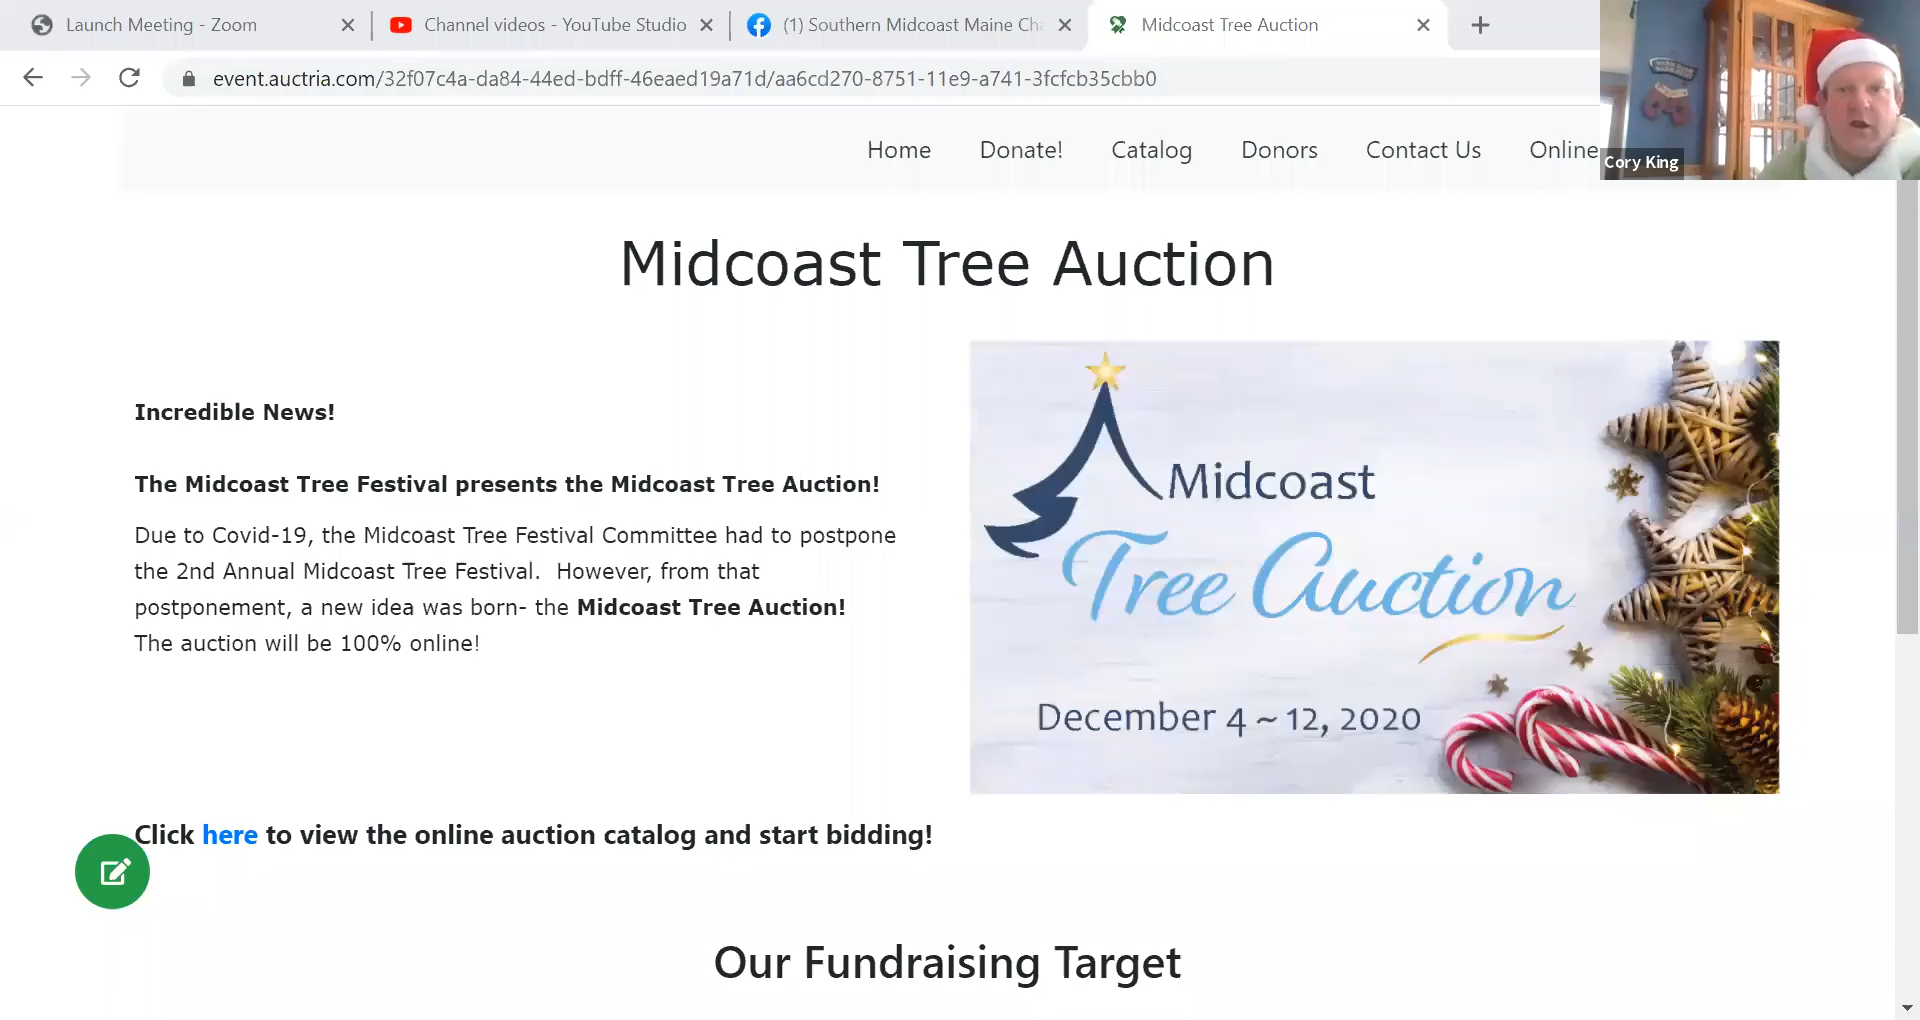 Launch Meeting - Zoom
Channel videos - YouTube Studio
(1) Southern Midcoast Maine Cha
Midcoast Tree Auction
event.auctria.com/32f07c4a-da84-44ed-bdff-46eaed19a71d/aa6cd270-8751-11e9-a741-3fcfcb35cbb0
Home Donate! Catalog Donors Contact Us Online
Cory King
Midcoast Tree Auction
Incredible News!
The Midcoast Tree Festival presents the Midcoast Tree Auction!
Due to Covid-19, the Midcoast Tree Festival Committee had to postpone
the 2nd Annual Midcoast Tree Festival. However, from that
postponement, a new idea was born- the Midcoast Tree Auction!
The auction will be 100% online!
Midcoast
Tree Auction
December 4 ~ 12, 2020
Click here to view the online auction catalog and start bidding!
Our Fundraising Target